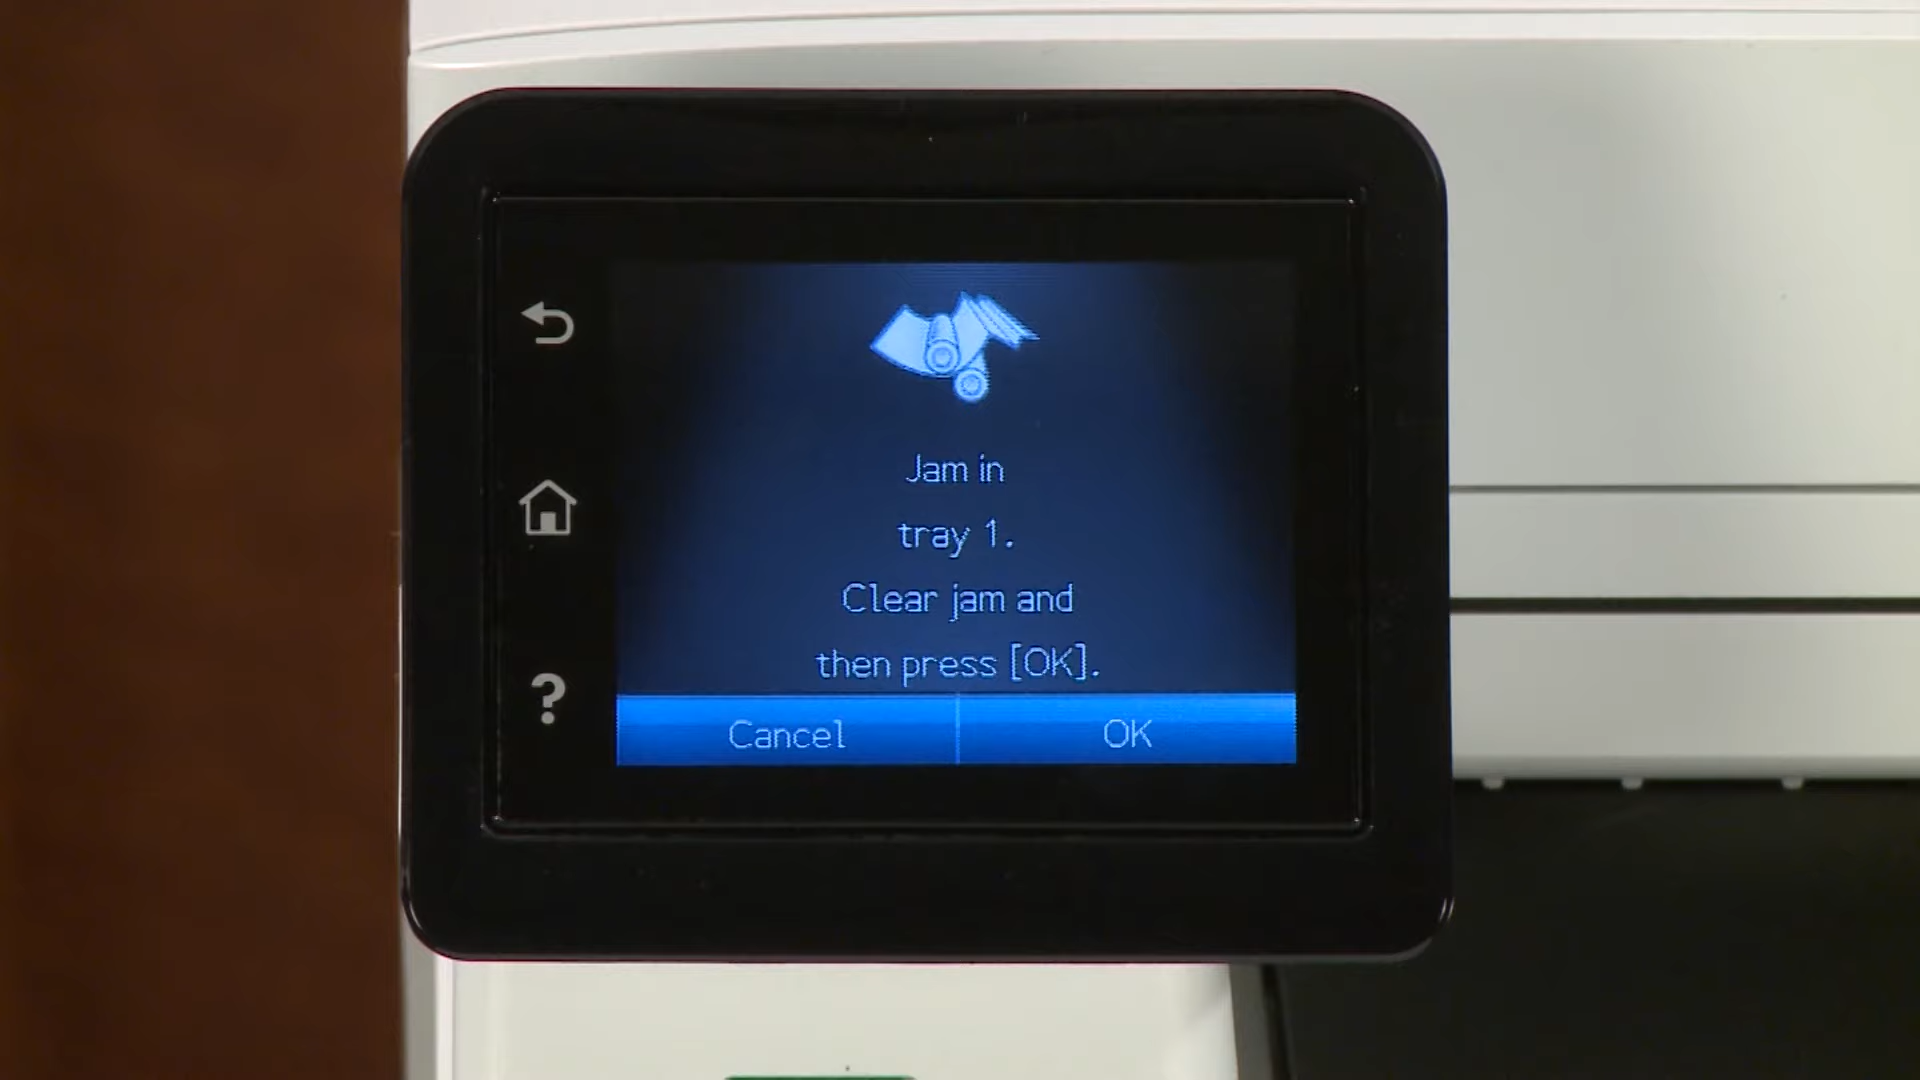 Jam in
tray 1.
Clear jam and
then press [OK].
Cancel OK
?